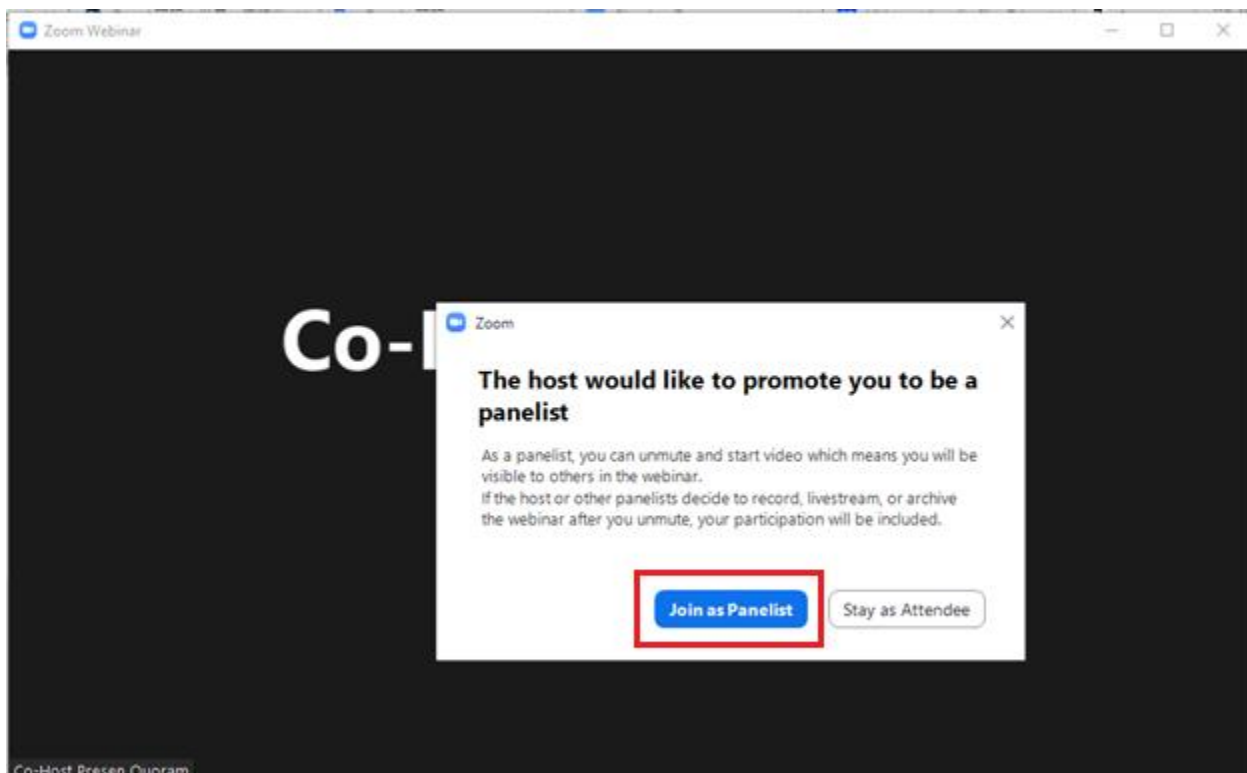 Zoom Webinar
Co-
Zoom
The host would like to promote you to be a
panelist
As a panelist, you can unmute and start video which means you will be
visible to others in the webinar.
If the host or other panelists decide to record, livestream, or archive
the webinar after you unmute, your participation will be included.
Join as Panelist
Stay as Attendee
Co-Host Presen Quoram